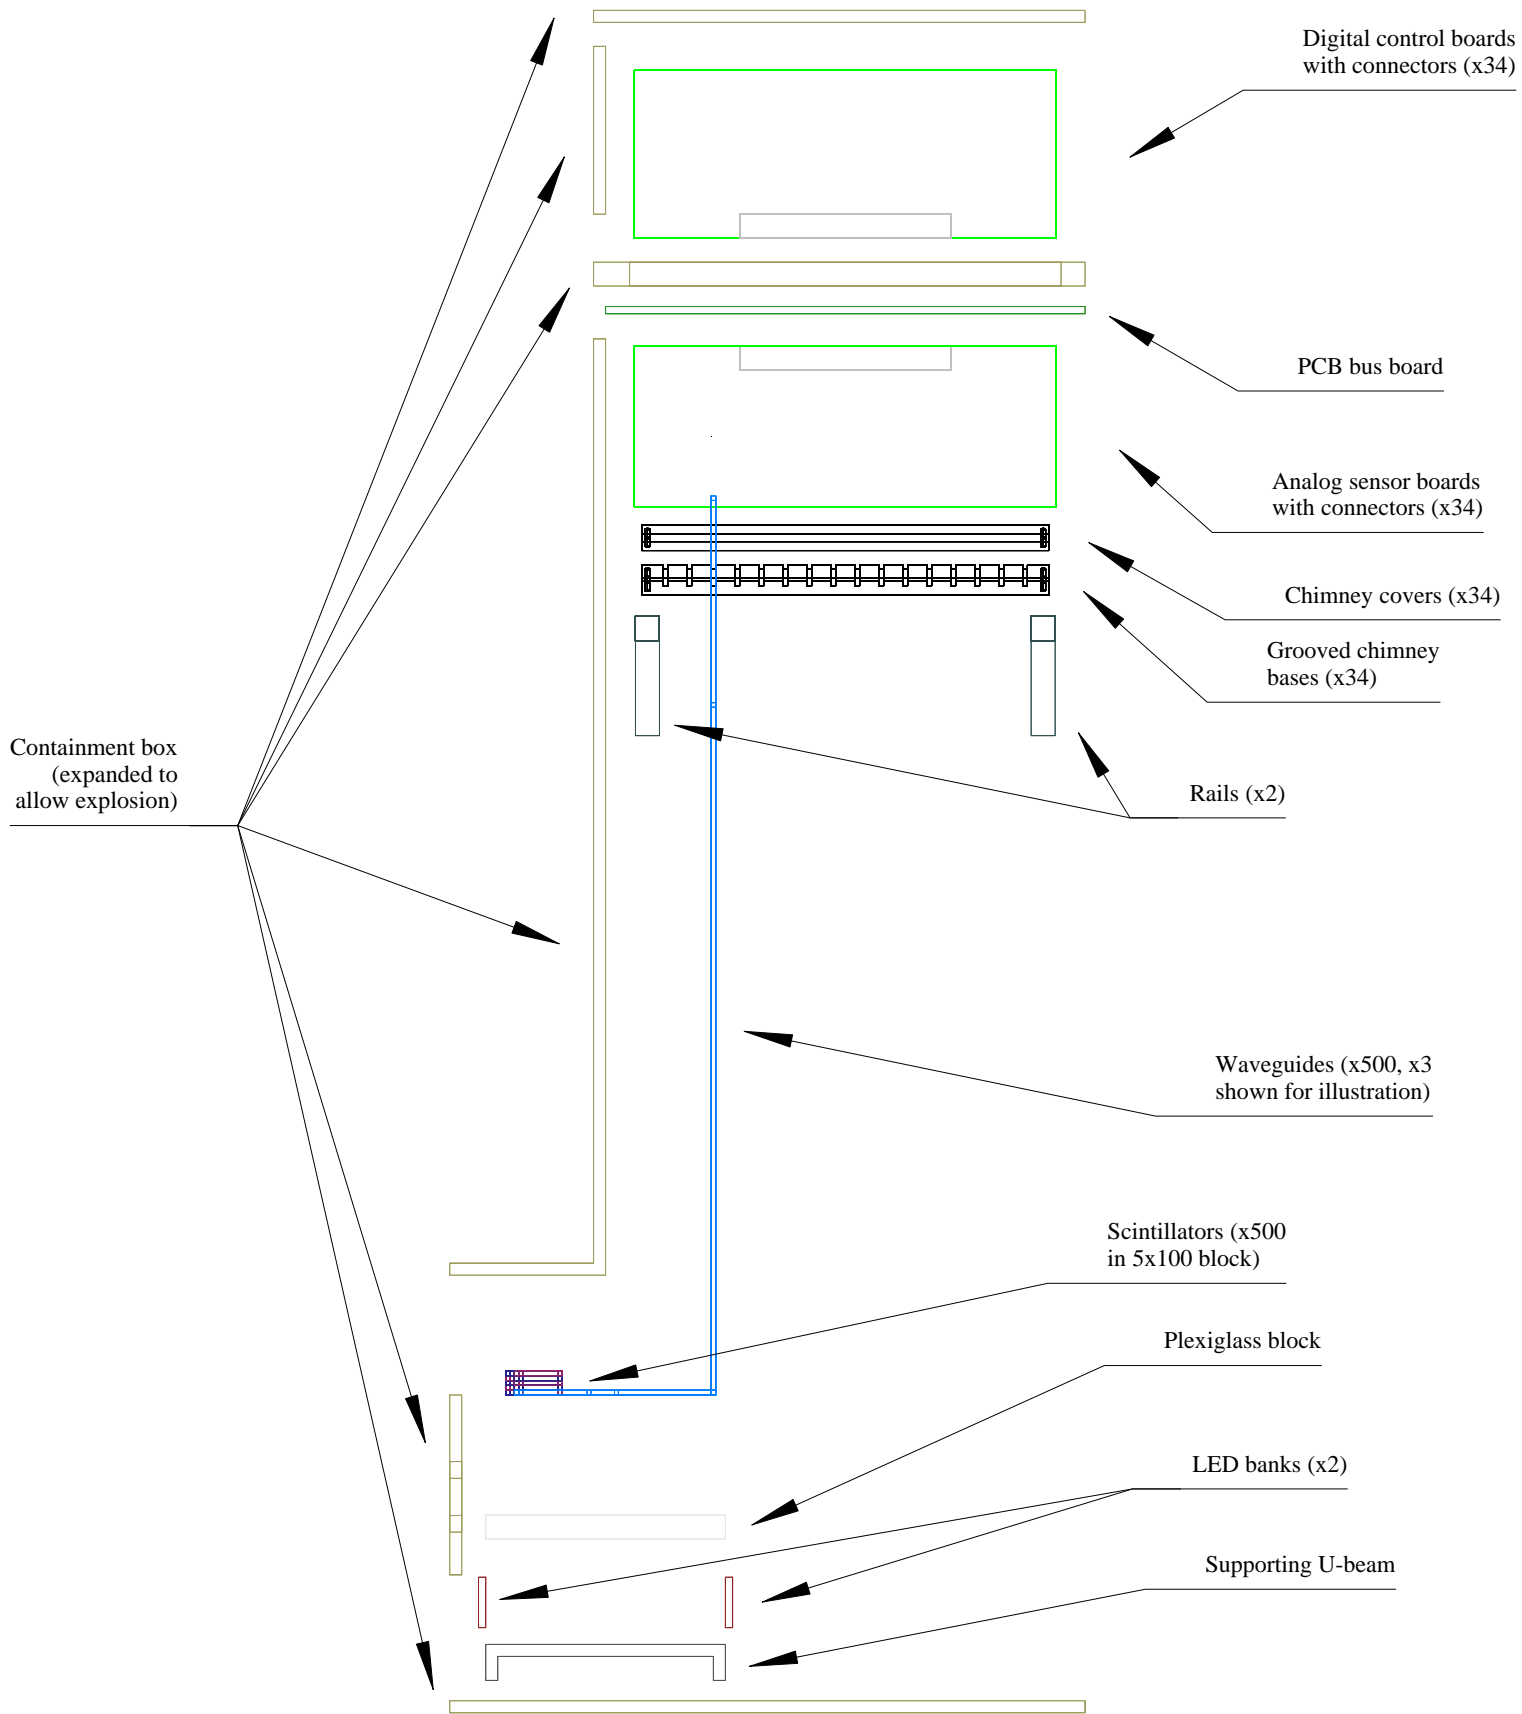 Digital control boards
with connectors (x34)
PCB bus board
Analog sensor boards
with connectors (x34)
Chimney covers (x34)
Grooved chimney
bases (x34)
Containment box
(expanded to
allow explosion)
Rails (x2)
Waveguides (x500, x3
shown for illustration)
Scintillators (x500
in 5x100 block)
Plexiglass block
LED banks (x2)
Supporting U-beam